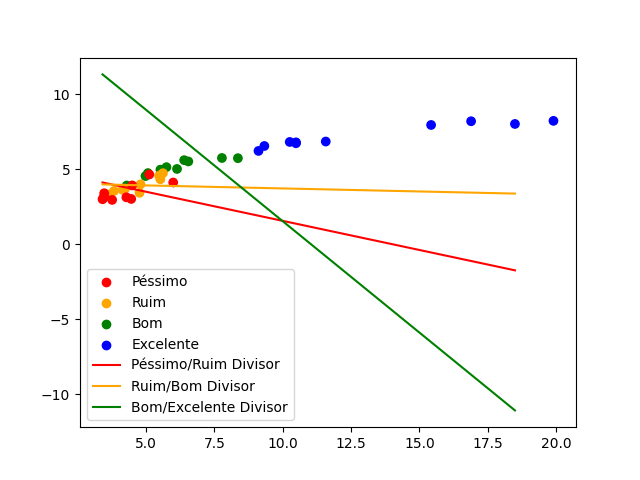 10
5
0
−5
−10
Péssimo
Ruim
Bom
Excelente
Péssimo/Ruim Divisor
Ruim/Bom Divisor
Bom/Excelente Divisor
5.0 7.5 10.0 12.5 15.0 17.5 20.0